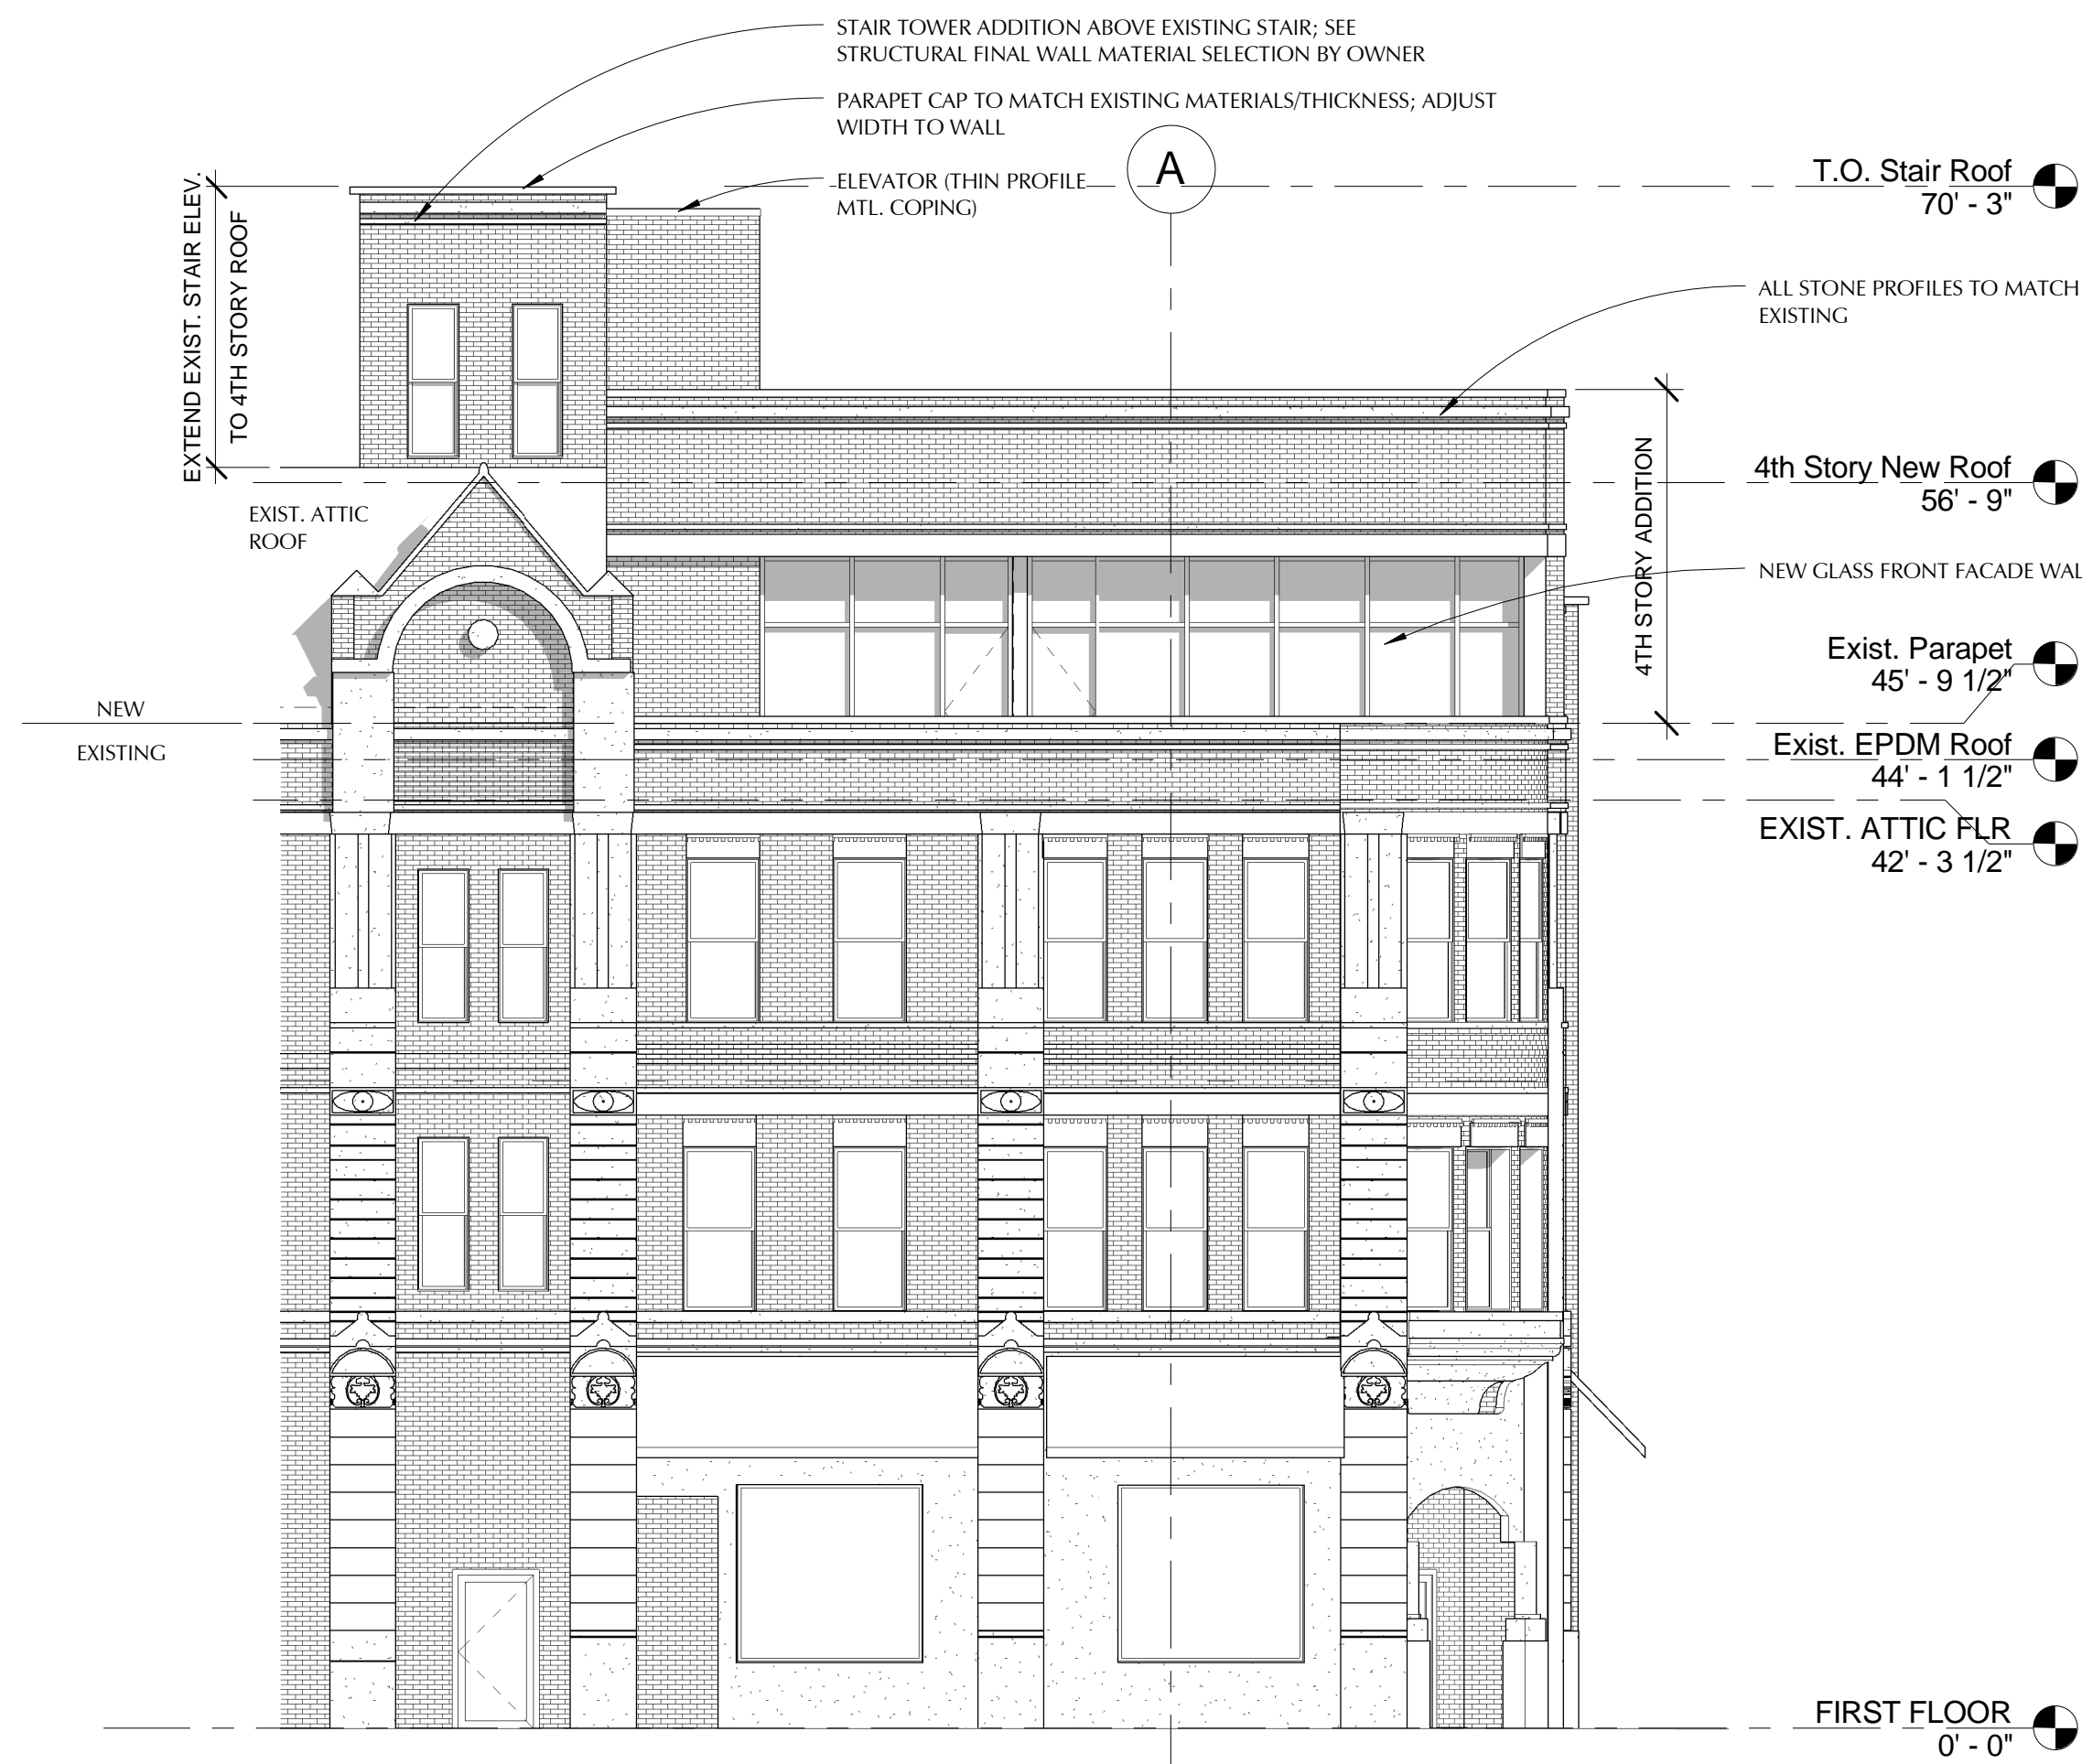 STAIR TOWER ADDITION ABOVE EXISTING STAIR; SEE
STRUCTURAL FINAL WALL MATERIAL SELECTION BY OWNER
PARAPET CAP TO MATCH EXISTING MATERIALS/THICKNESS; ADJUST
WIDTH TO WALL
ELEVATOR (THIN PROFILE
MTL. COPING)
A
T.O. Stair Roof
70' - 3"
EXTEND EXIST. STAIR ELEV.
TO 4TH STORY ROOF
ALL STONE PROFILES TO MATCH
EXISTING
4TH STORY ADDITION
4th Story New Roof
56' - 9"
EXIST. ATTIC
ROOF
NEW GLASS FRONT FACADE WAL
Exist. Parapet
45' - 9 1/2"
NEW
EXISTING
Exist. EPDM Roof
44' - 1 1/2"
EXIST. ATTIC FLR
42' - 3 1/2"
FIRST FLOOR
0' - 0"